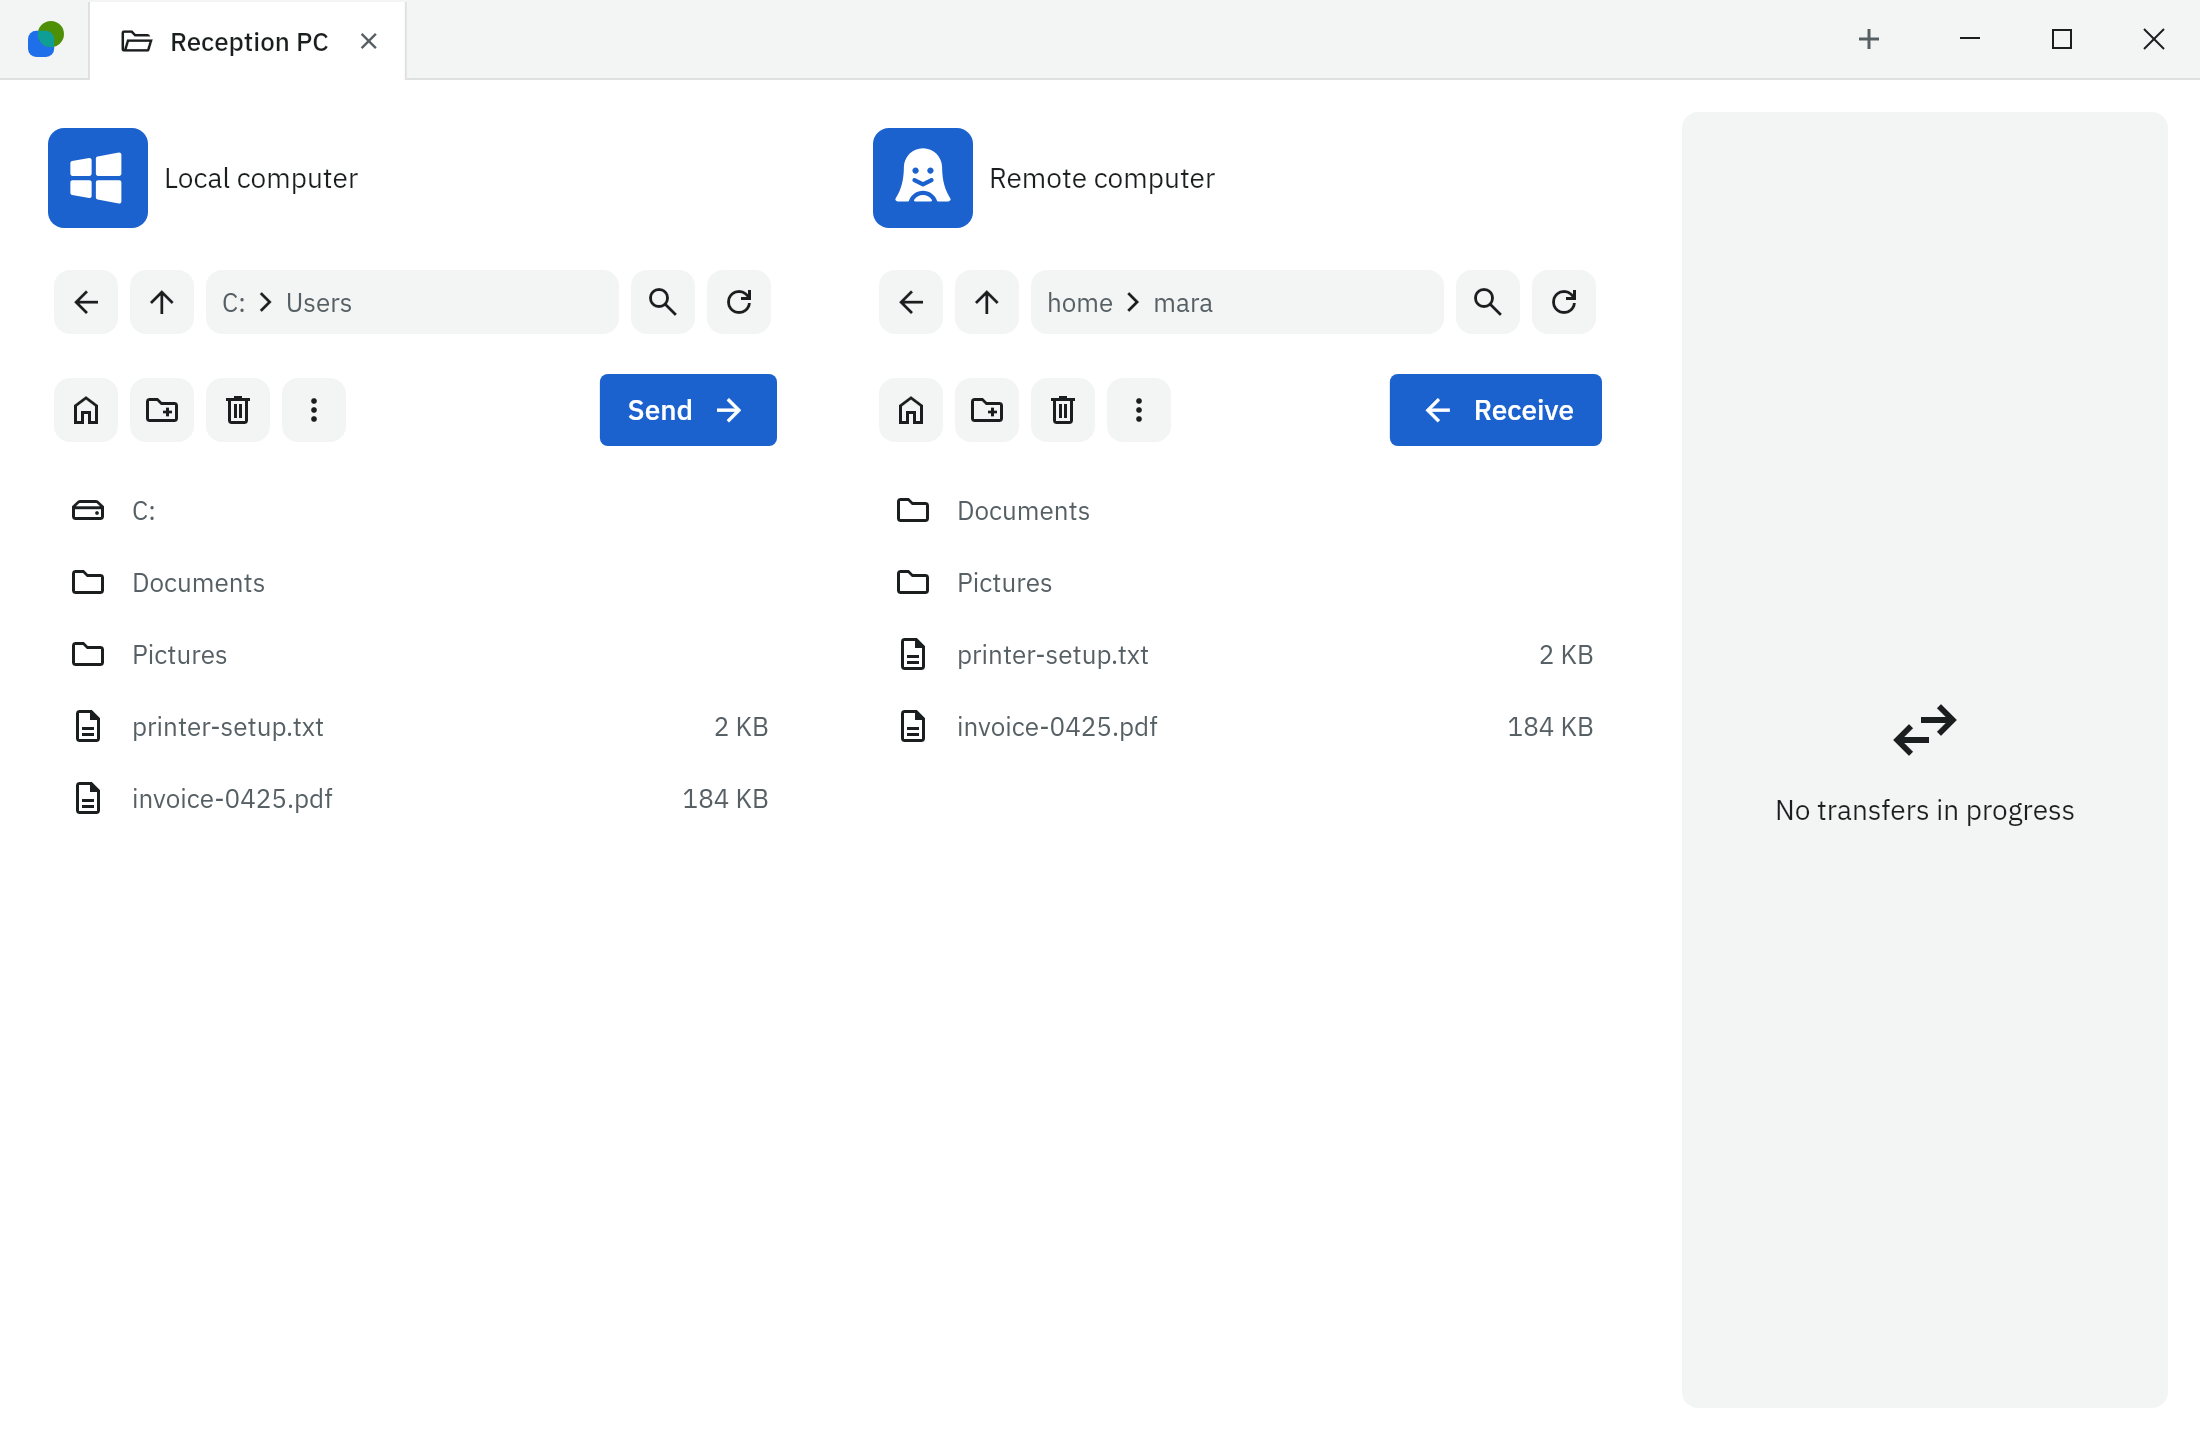 Reception PC
Local computer
C: Users
Send
C:
Documents
Pictures
printer-setup.txt 2 KB
invoice-0425.pdf 184 KB
Remote computer
home mara
Receive
Documents
Pictures
printer-setup.txt 2 KB
invoice-0425.pdf 184 KB
No transfers in progress